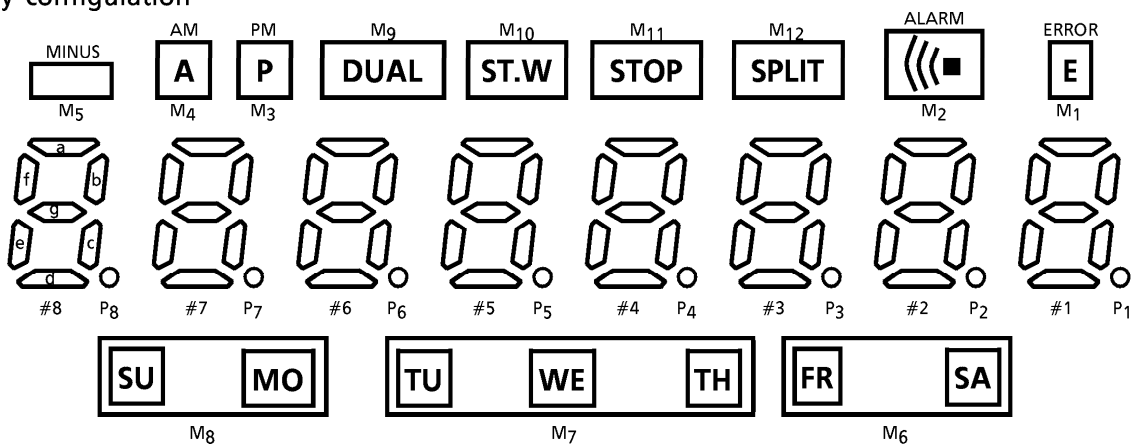 y configulation
MINUS AM PM M9 M10 M11 M12 ALARM ERROR
A P DUAL ST.W STOP SPLIT E
M5 M4 M3 M2 M1
a
f b
g
e c
d
#8 P8 #7 P7 #6 P6 #5 P5 #4 P4 #3 P3 #2 P2 #1 P1
SU MO TU WE TH FR SA
M8 M7 M6